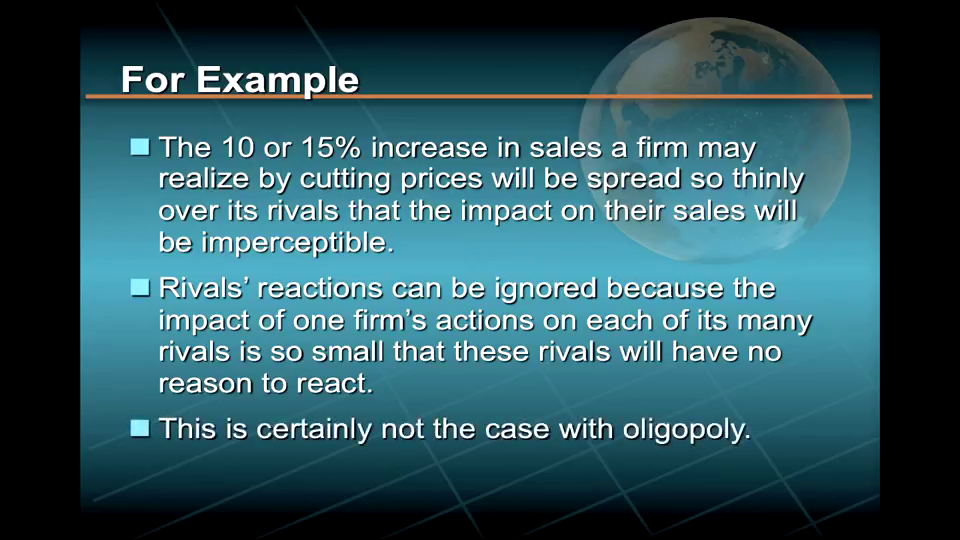 For Example
The 10 or 15% increase in sales a firm may
realize by cutting prices will be spread so thinly
over its rivals that the impact on their sales will
be imperceptible.
Rivals’ reactions can be ignored because the
impact of one firm’s actions on each of its many
rivals is so small that these rivals will have no
reason to react.
This is certainly not the case with oligopoly.